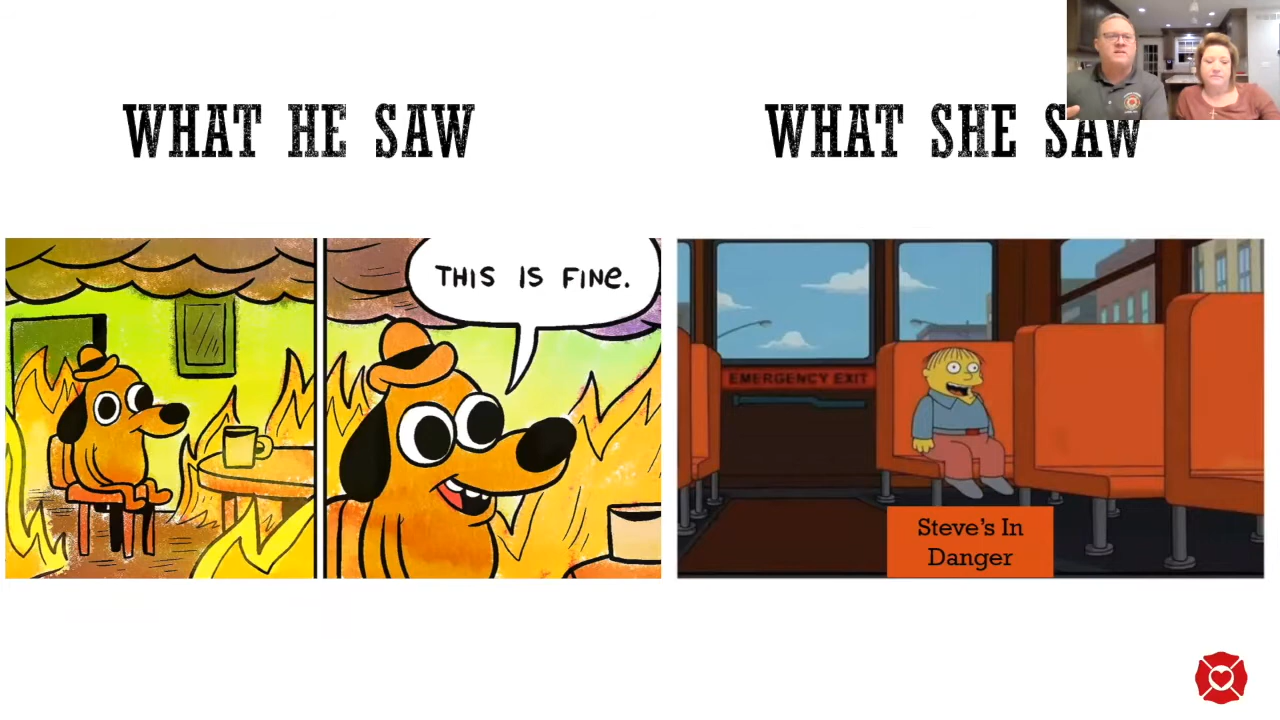 WHAT HE SAW
WHAT SHE SAW
THIS IS FINE.
EMERGENCY EXIT
Steve's In
Danger